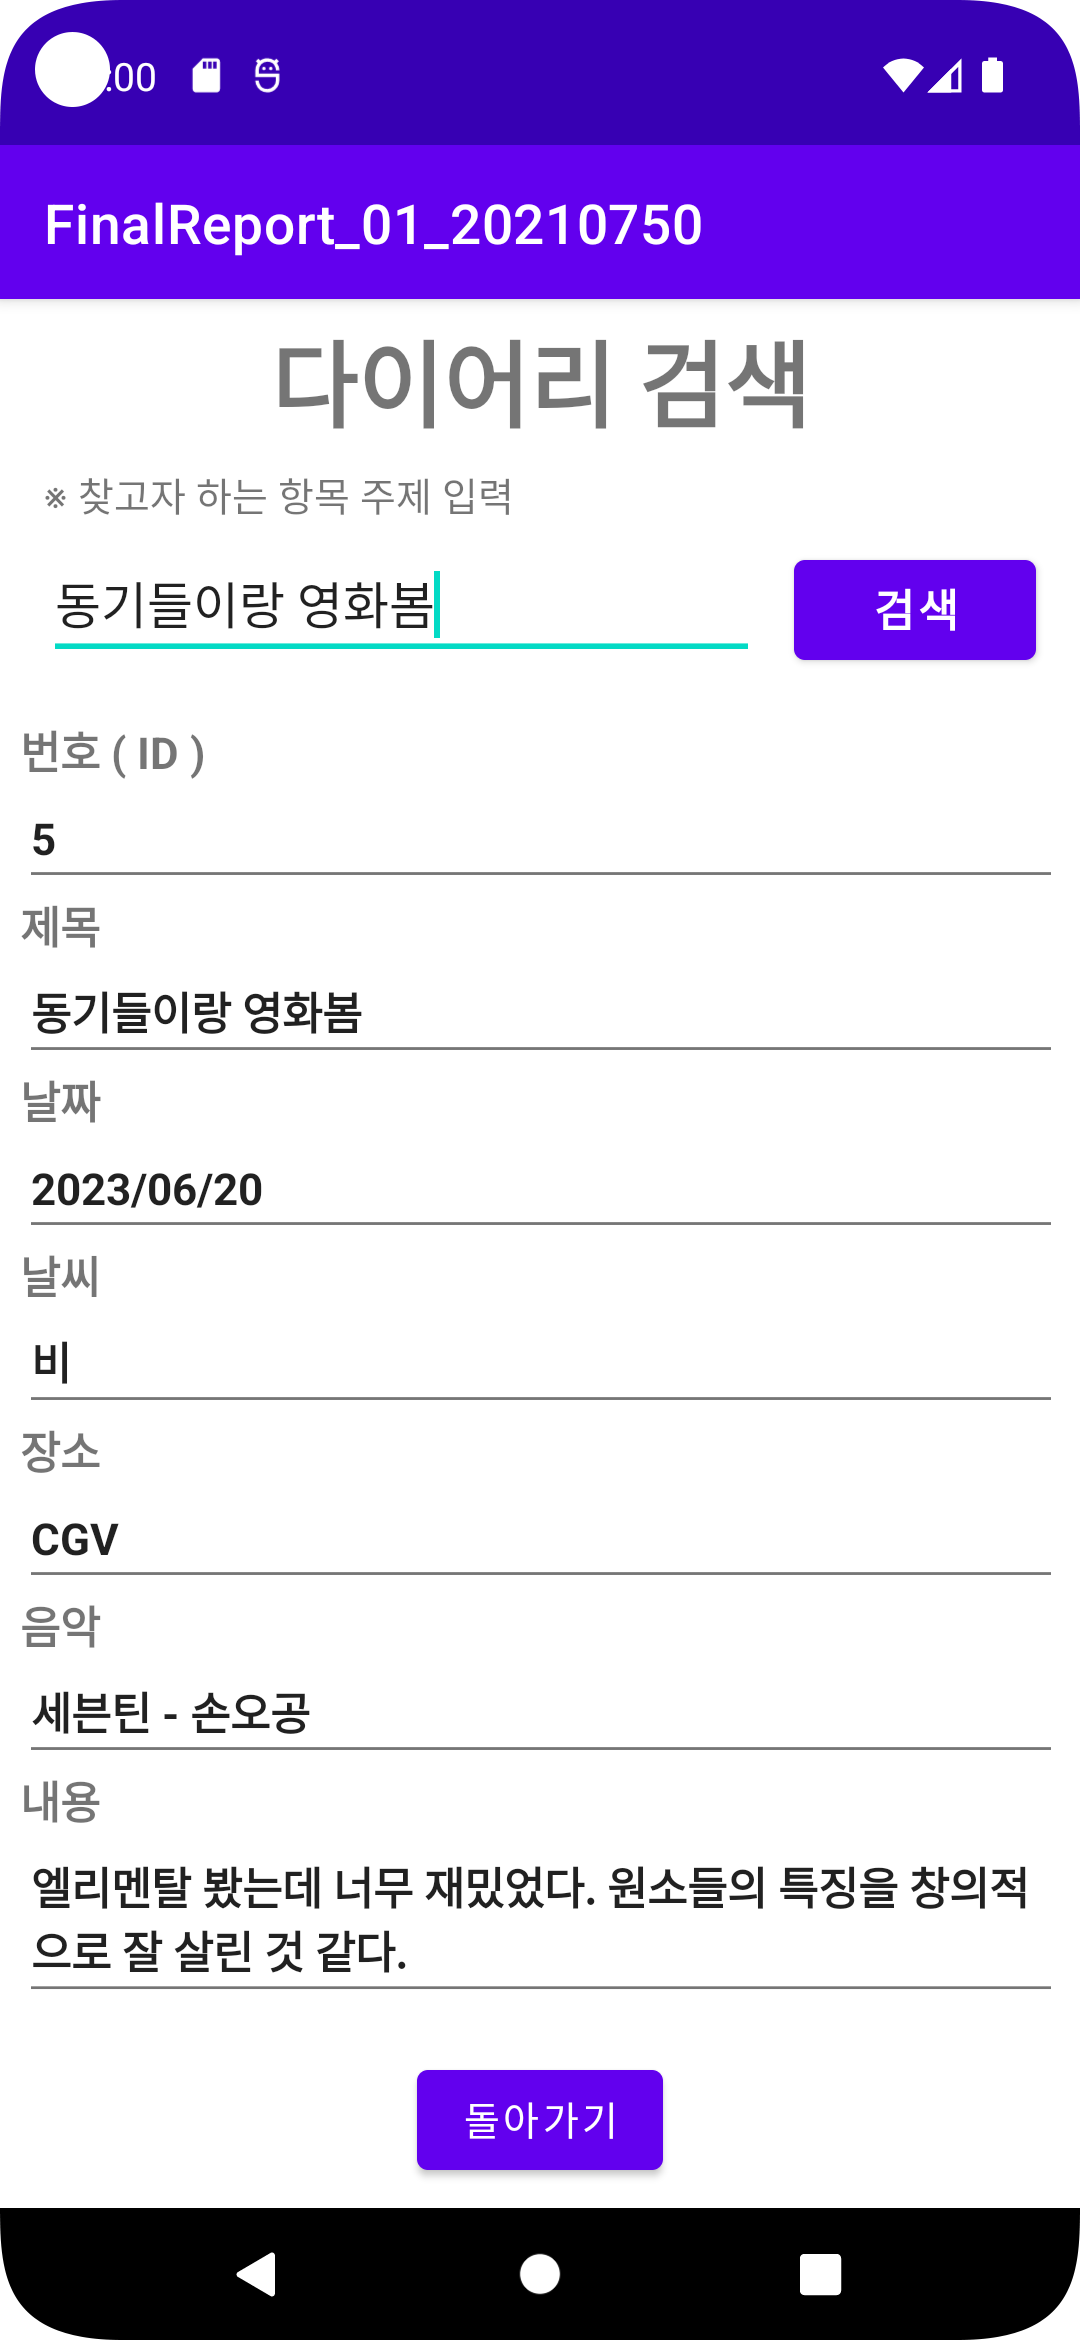 :00
FinalReport_01_20210750
다이어리 검색
※ 찾고자 하는 항목 주제 입력
동기들이랑 영화봄
검색
번호 ( ID )
5
제목
동기들이랑 영화봄
날짜
2023/06/20
날씨
비
장소
CGV
음악
세븐틴 - 손오공
내용
엘리멘탈 봤는데 너무 재밌었다. 원소들의 특징을 창의적
으로 잘 살린 것 같다.
돌아가기